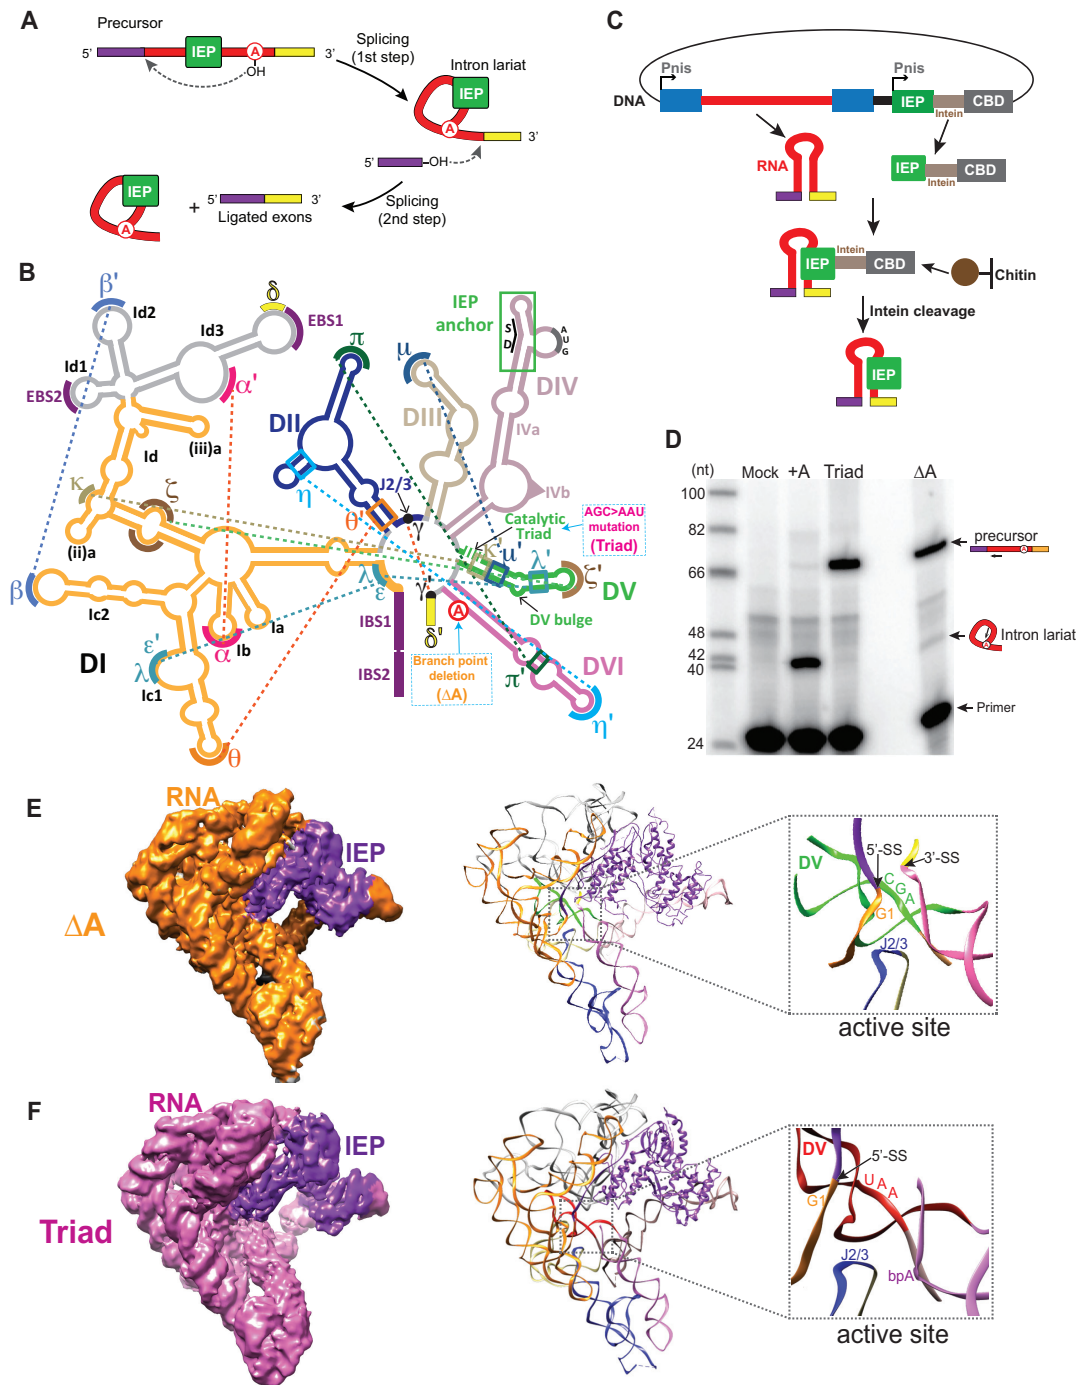 A
Precursor
5'
IEP
A
3'
-OH
Splicing
(1st step)
Intron lariat
IEP
A
3'
5'
-OH
Splicing
(2nd step)
IEP
A
+
5'
3'
Ligated exons
B
β'
Id2
δ
Id3
EBS1
Id1
EBS2
α'
(iii)a
Id
κ
ζ
(ii)a
β
Ic2
Ia
Ib
α
DI
ε'
λ
Ic1
θ
π
DII
η
J2/3
θ'
γ
μ
DIII
IEP
anchor
S
D
A
U
G
DIV
IVa
IVb
Catalytic
Triad
AGC>AAU
mutation
(Triad)
κ'
μ'
λ'
ζ'
DV
DV bulge
λ
ε
γ'
IBS1
IBS2
δ'
A
Branch point
deletion
(ΔA)
DVI
π'
η'
C
Pnis
Pnis
DNA
IEP
Intein
CBD
RNA
IEP
Intein
CBD
IEP
Intein
CBD
Chitin
Intein cleavage
IEP
D
(nt)
Mock
+A
Triad
ΔA
100
82
66
48
42
40
24
precursor
A
Intron lariat
A
Primer
E
RNA
IEP
ΔA
DV
5'-SS
3'-SS
C
G
A
G1
J2/3
active site
F
RNA
IEP
Triad
DV
5'-SS
U
A
A
G1
J2/3
bpA
active site